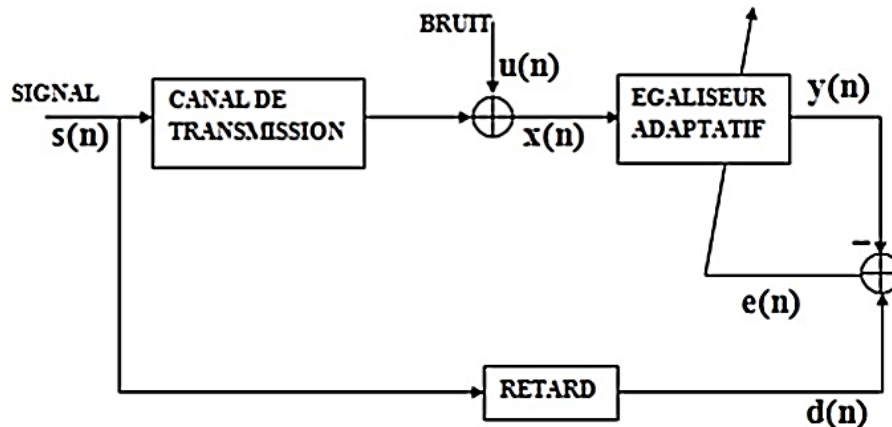 BRUIT
u(n)
SIGNAL
s(n)
CANAL DE
TRANSMISSION
x(n)
EGALISEUR
ADAPTATIF
y(n)
−
e(n)
RETARD
d(n)